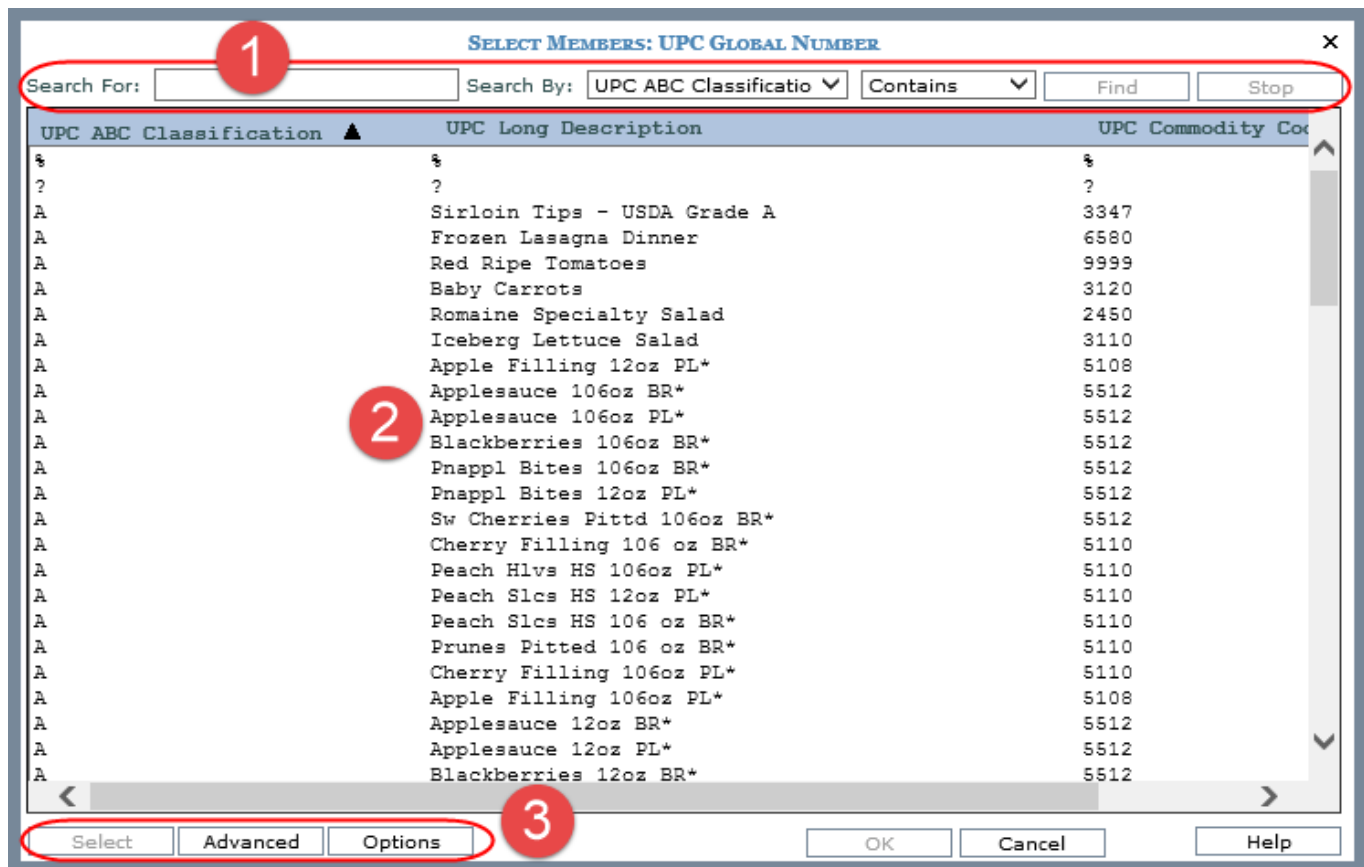 SELECT MEMBERS: UPC GLOBAL NUMBER ×
1
Search For: Search By: UPC ABC Classificatio Contains Find Stop
UPC ABC Classification ▲ UPC Long Description UPC Commodity Coc
% % %
? ? ?
A Sirloin Tips - USDA Grade A 3347
A Frozen Lasagna Dinner 6580
A Red Ripe Tomatoes 9999
A Baby Carrots 3120
A Romaine Specialty Salad 2450
A Iceberg Lettuce Salad 3110
A Apple Filling 12oz PL* 5108
A Applesauce 106oz BR* 5512
A Applesauce 106oz PL* 5512
2
A Blackberries 106oz BR* 5512
A Pnappl Bites 106oz BR* 5512
A Pnappl Bites 12oz PL* 5512
A Sw Cherries Pittd 106oz BR* 5512
A Cherry Filling 106 oz BR* 5110
A Peach Hlvs HS 106oz PL* 5110
A Peach Slcs HS 12oz PL* 5110
A Peach Slcs HS 106 oz BR* 5110
A Prunes Pitted 106 oz BR* 5110
A Cherry Filling 106oz PL* 5110
A Apple Filling 106oz PL* 5108
A Applesauce 12oz BR* 5512
A Applesauce 12oz PL* 5512
A Blackberries 12oz BR* 5512
3
Select Advanced Options OK Cancel Help